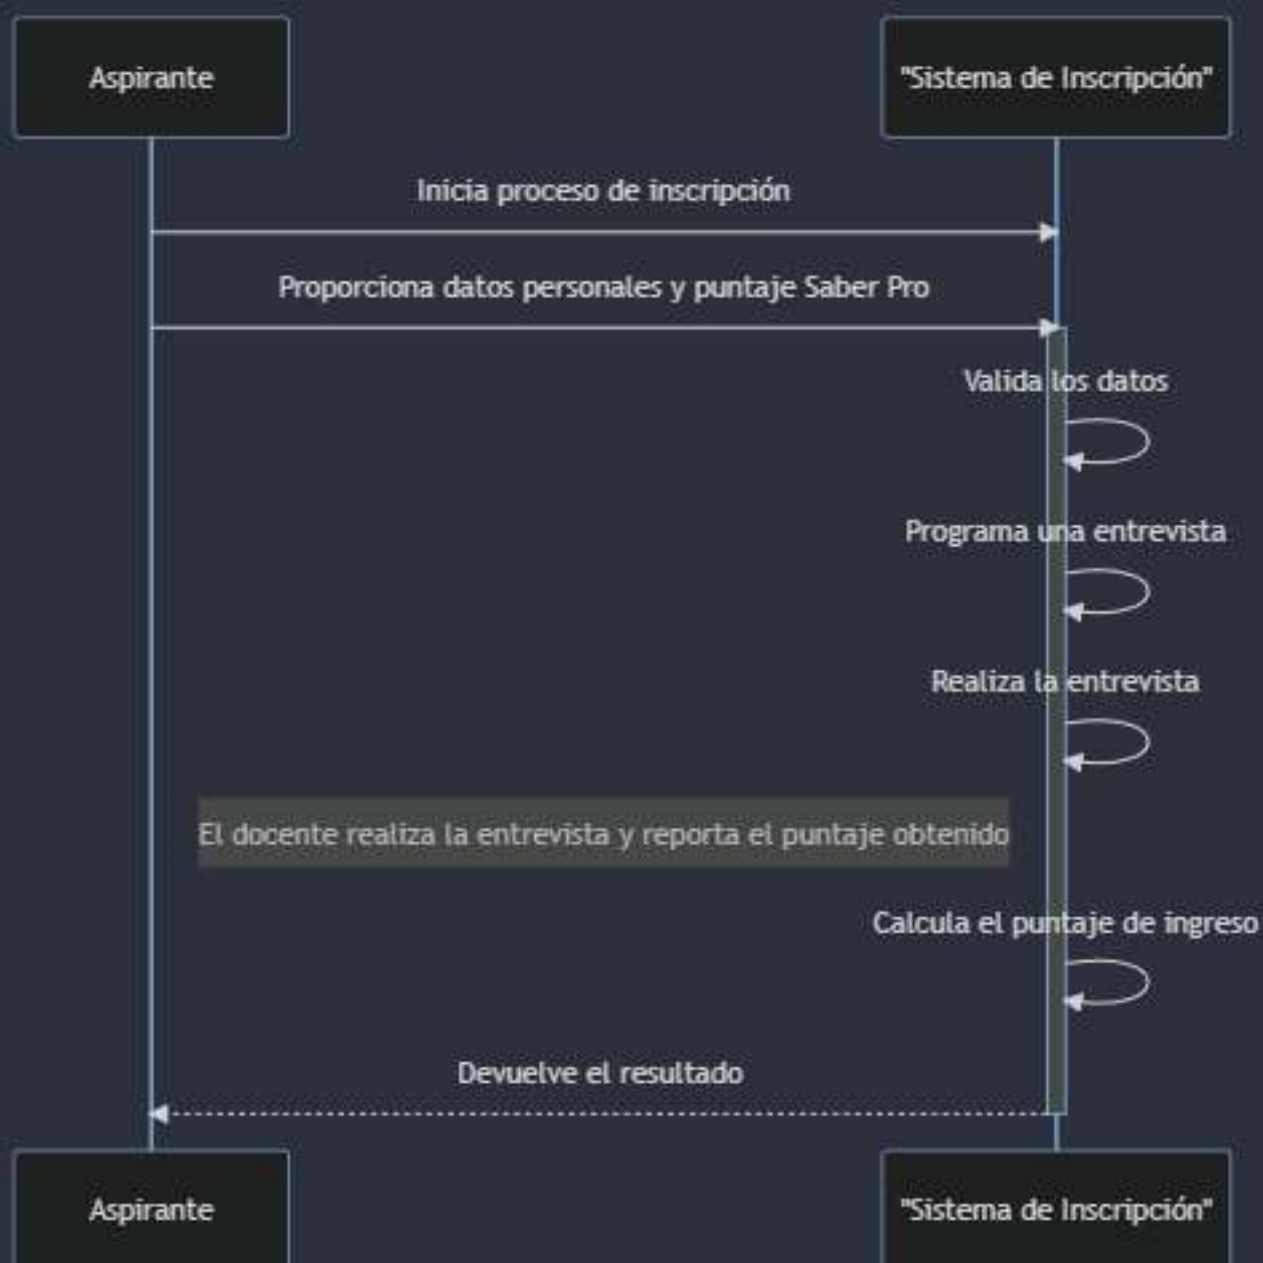 Aspirante
"Sistema de Inscripción"
Inicia proceso de inscripción
Proporciona datos personales y puntaje Saber Pro
Valida los datos
Programa una entrevista
Realiza la entrevista
El docente realiza la entrevista y reporta el puntaje obtenido
Calcula el puntaje de ingreso
Devuelve el resultado
Aspirante
"Sistema de Inscripción"